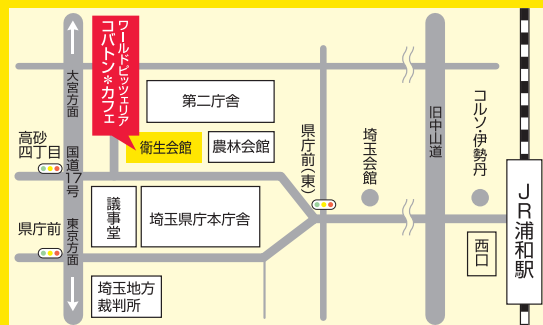 大宮方面
ワールドピッツェリア
コバトン*カフェ
第二庁舎
高砂
四丁目
国道17号
衛生会館
農林会館
県庁前(東)
埼玉会館
旧中山道
コルソ・伊勢丹
JR浦和駅
西口
議事堂
埼玉県庁本庁舎
県庁前
東京方面
埼玉地方
裁判所